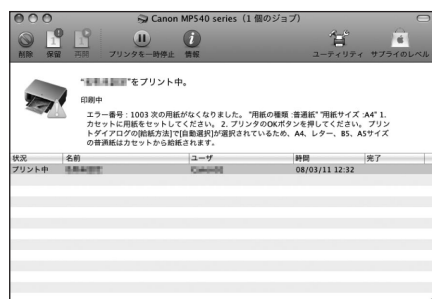 Canon MP540 series（1 個のジョブ）
削除 保留 再開 プリンタを一時停止 情報 ユーティリティ サプライのレベル
"をプリント中。
印刷中
エラー番号 : 1003 次の用紙がなくなりました。 "用紙の種類 :普通紙" "用紙サイズ :A4" 1.
カセットに用紙をセットしてください。 2. プリンタのOKボタンを押してください。 プリン
トダイアログの[給紙方法]で[自動選択]が選択されているため、A4、レター、B5、A5サイズ
の普通紙はカセットから給紙されます。
状況 名前 ユーザ 時間 完了
プリント中 08/03/11 12:32